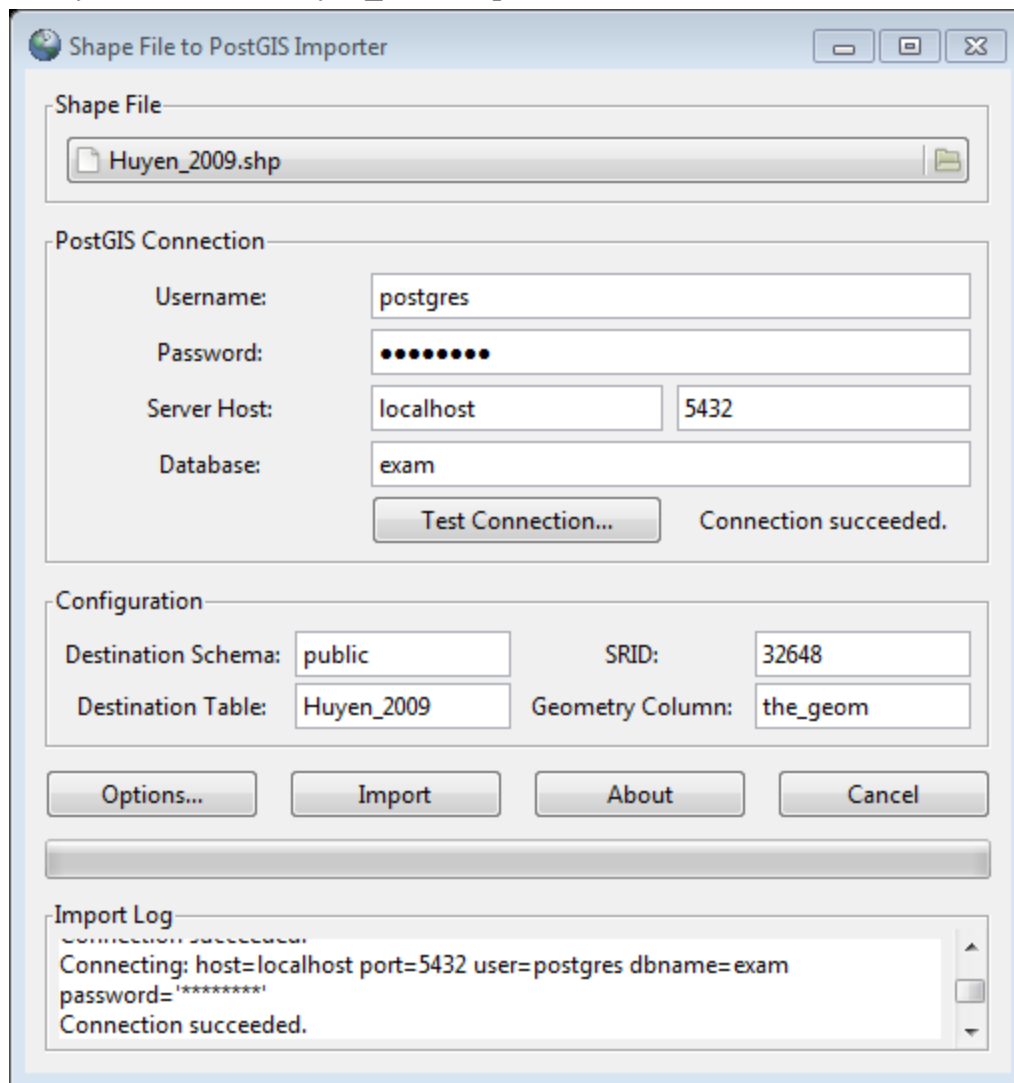 Shape File to PostGIS Importer
Shape File
Huyen_2009.shp
PostGIS Connection
Username: postgres
Password: ●●●●●●●●
Server Host: localhost 5432
Database: exam
Test Connection... Connection succeeded.
Configuration
Destination Schema: public SRID: 32648
Destination Table: Huyen_2009 Geometry Column: the_geom
Options... Import About Cancel
Import Log
Connection succeeded.
Connecting: host=localhost port=5432 user=postgres dbname=exam
password='********'
Connection succeeded.